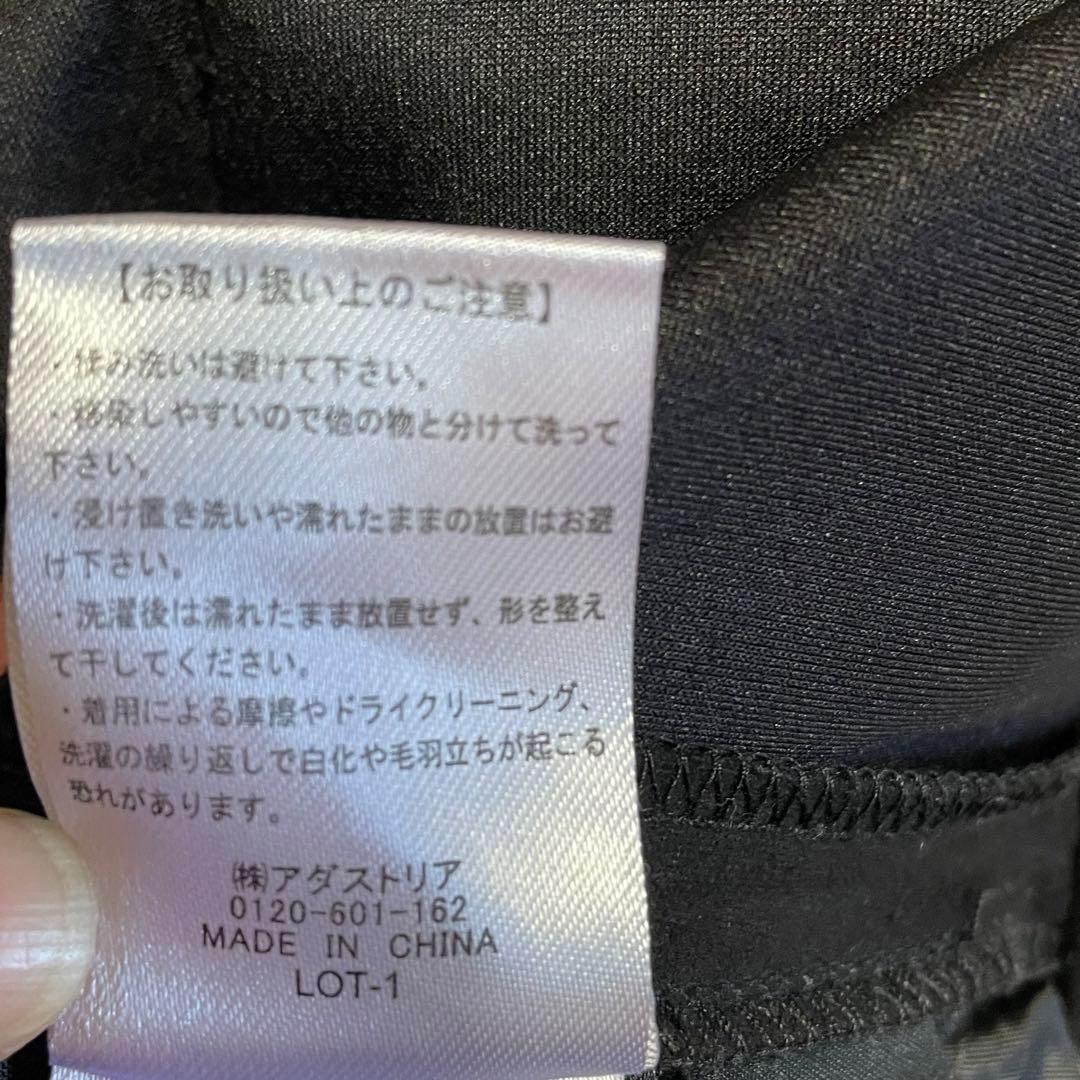 【お取り扱い上のご注意】
・揉み洗いは避けて下さい。
・移染しやすいので他の物と分けて洗って
下さい。
・浸け置き洗いや濡れたままの放置はお避
け下さい。
・洗濯後は濡れたまま放置せず、形を整え
て干してください。
・着用による摩擦やドライクリーニング、
洗濯の繰り返しで白化や毛羽立ちが起こる
恐れがあります。
㈱アダストリア
0120-601-162
MADE IN CHINA
LOT-1